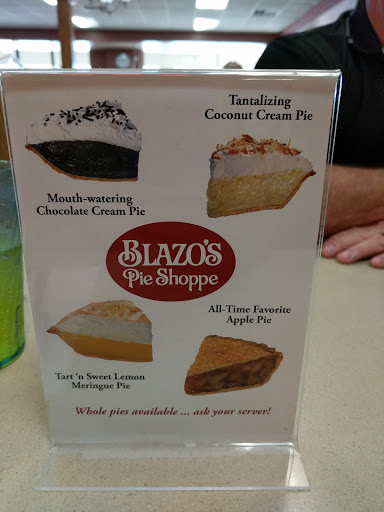 Tantalizing
Coconut Cream Pie
Mouth-watering
Chocolate Cream Pie
BLAZO'S
Pie Shoppe
All-Time Favorite
Apple Pie
Tart 'n Sweet Lemon
Meringue Pie
Whole pies available ... ask your server!